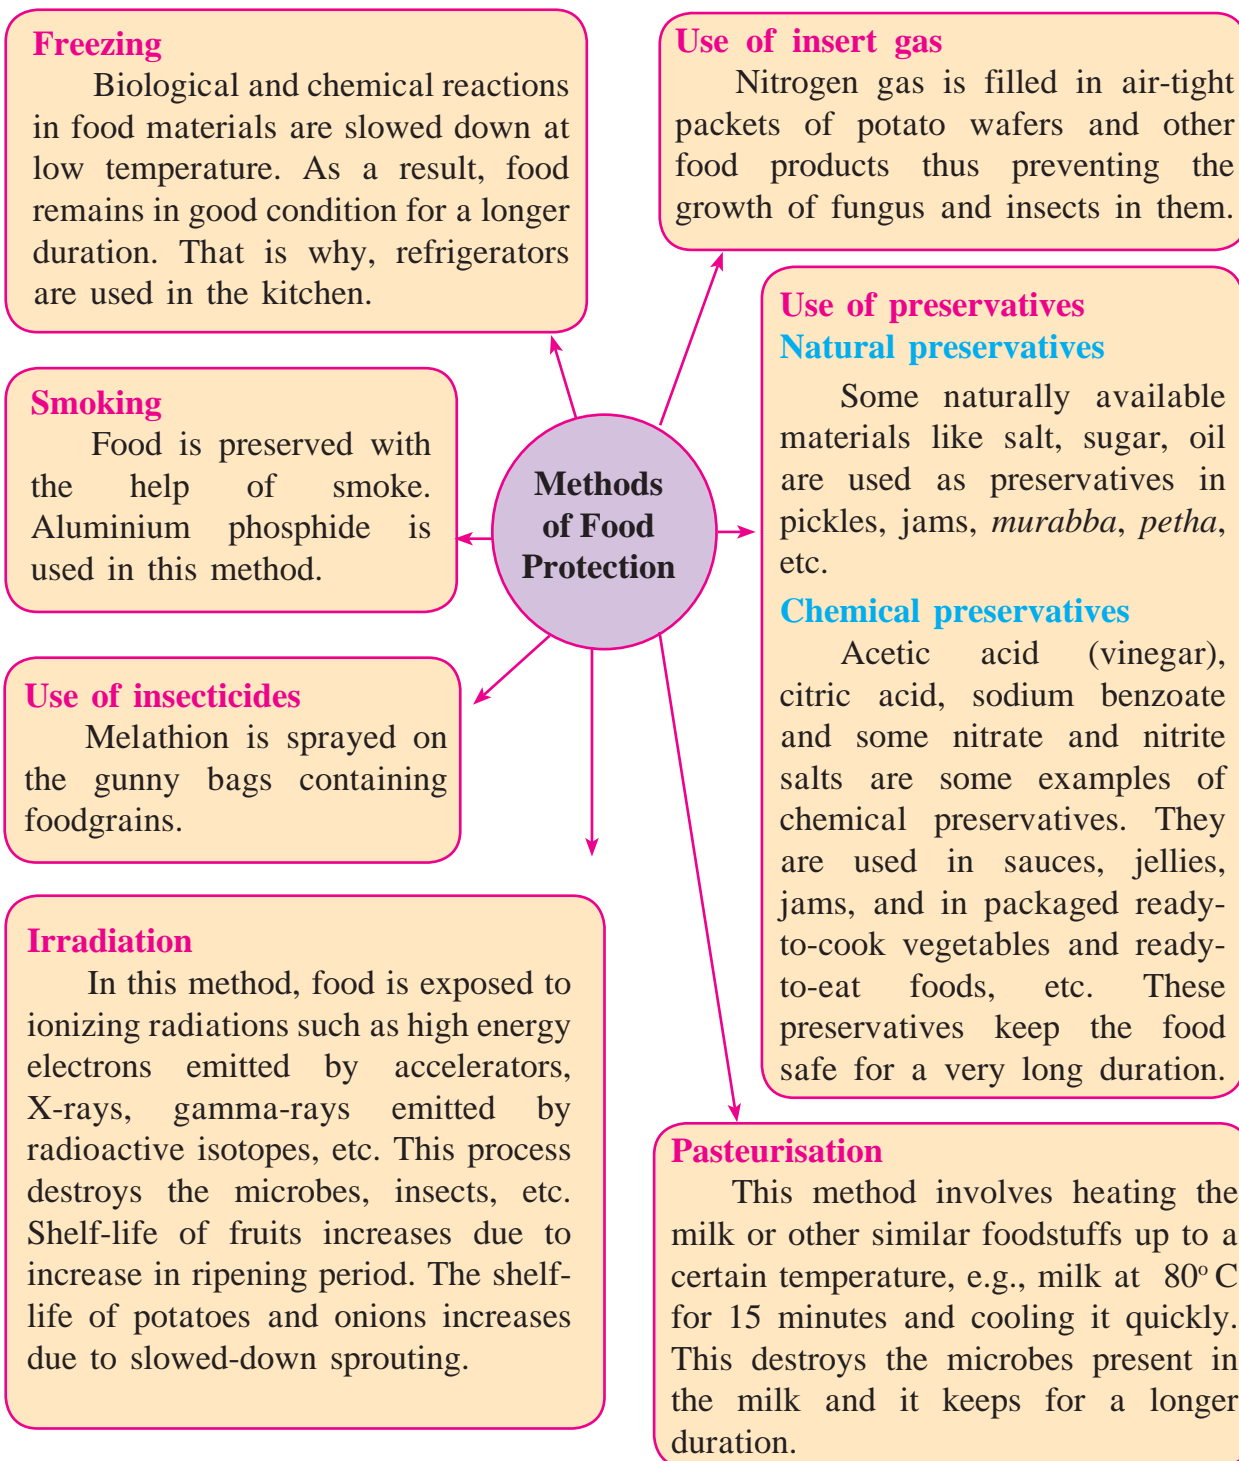 Freezing
Biological and chemical reactions
in food materials are slowed down at
low temperature. As a result, food
remains in good condition for a longer
duration. That is why, refrigerators
are used in the kitchen.
Use of insert gas
Nitrogen gas is filled in air-tight
packets of potato wafers and other
food products thus preventing the
growth of fungus and insects in them.
Smoking
Food is preserved with
the help of smoke.
Aluminium phosphide is
used in this method.
Methods
of Food
Protection
Use of preservatives
Natural preservatives
Some naturally available
materials like salt, sugar, oil
are used as preservatives in
pickles, jams, murabba, petha,
etc.
Chemical preservatives
Acetic acid (vinegar),
citric acid, sodium benzoate
and some nitrate and nitrite
salts are some examples of
chemical preservatives. They
are used in sauces, jellies,
jams, and in packaged ready-
to-cook vegetables and ready-
to-eat foods, etc. These
preservatives keep the food
safe for a very long duration.
Use of insecticides
Melathion is sprayed on
the gunny bags containing
foodgrains.
Irradiation
In this method, food is exposed to
ionizing radiations such as high energy
electrons emitted by accelerators,
X-rays, gamma-rays emitted by
radioactive isotopes, etc. This process
destroys the microbes, insects, etc.
Shelf-life of fruits increases due to
increase in ripening period. The shelf-
life of potatoes and onions increases
due to slowed-down sprouting.
Pasteurisation
This method involves heating the
milk or other similar foodstuffs up to a
certain temperature, e.g., milk at 80° C
for 15 minutes and cooling it quickly.
This destroys the microbes present in
the milk and it keeps for a longer
duration.